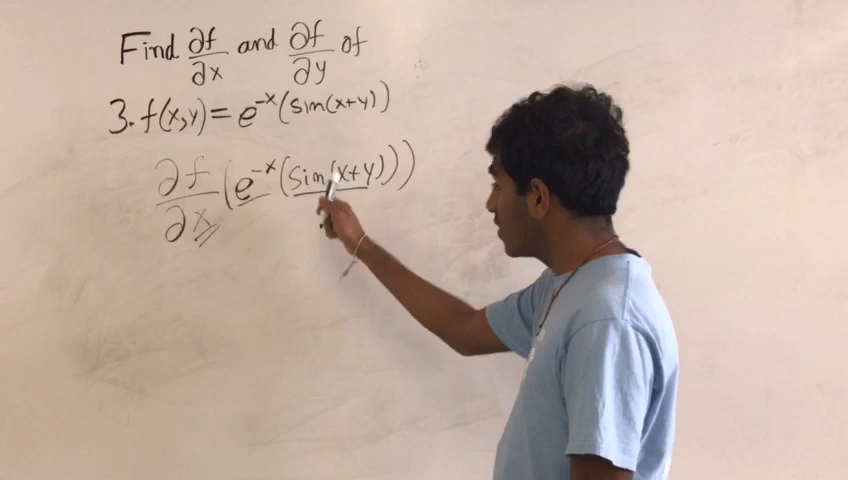 Find ∂f/∂x and ∂f/∂y of
3. f(x,y) = e^-x (sin(x+y))
∂f/∂x (e^-x (sin(x+y)))